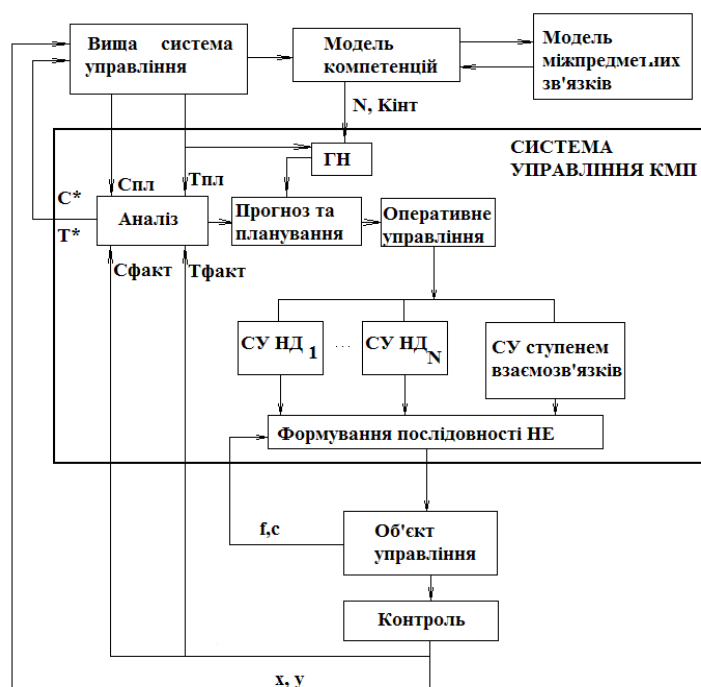 Вища система
управління
Модель
компетенцій
Модель
міжпредметних
зв'язків
N, Кінт
СИСТЕМА
УПРАВЛІННЯ КМП
ГН
Спл
Тпл
С*
Т*
Аналіз
Прогноз та
планування
Оперативне
управління
Сфакт
Тфакт
СУ НД 1
...
СУ НД N
СУ ступенем
взаємозв'язків
Формування послідовності НЕ
f,c
Об'єкт
управління
Контроль
x, y